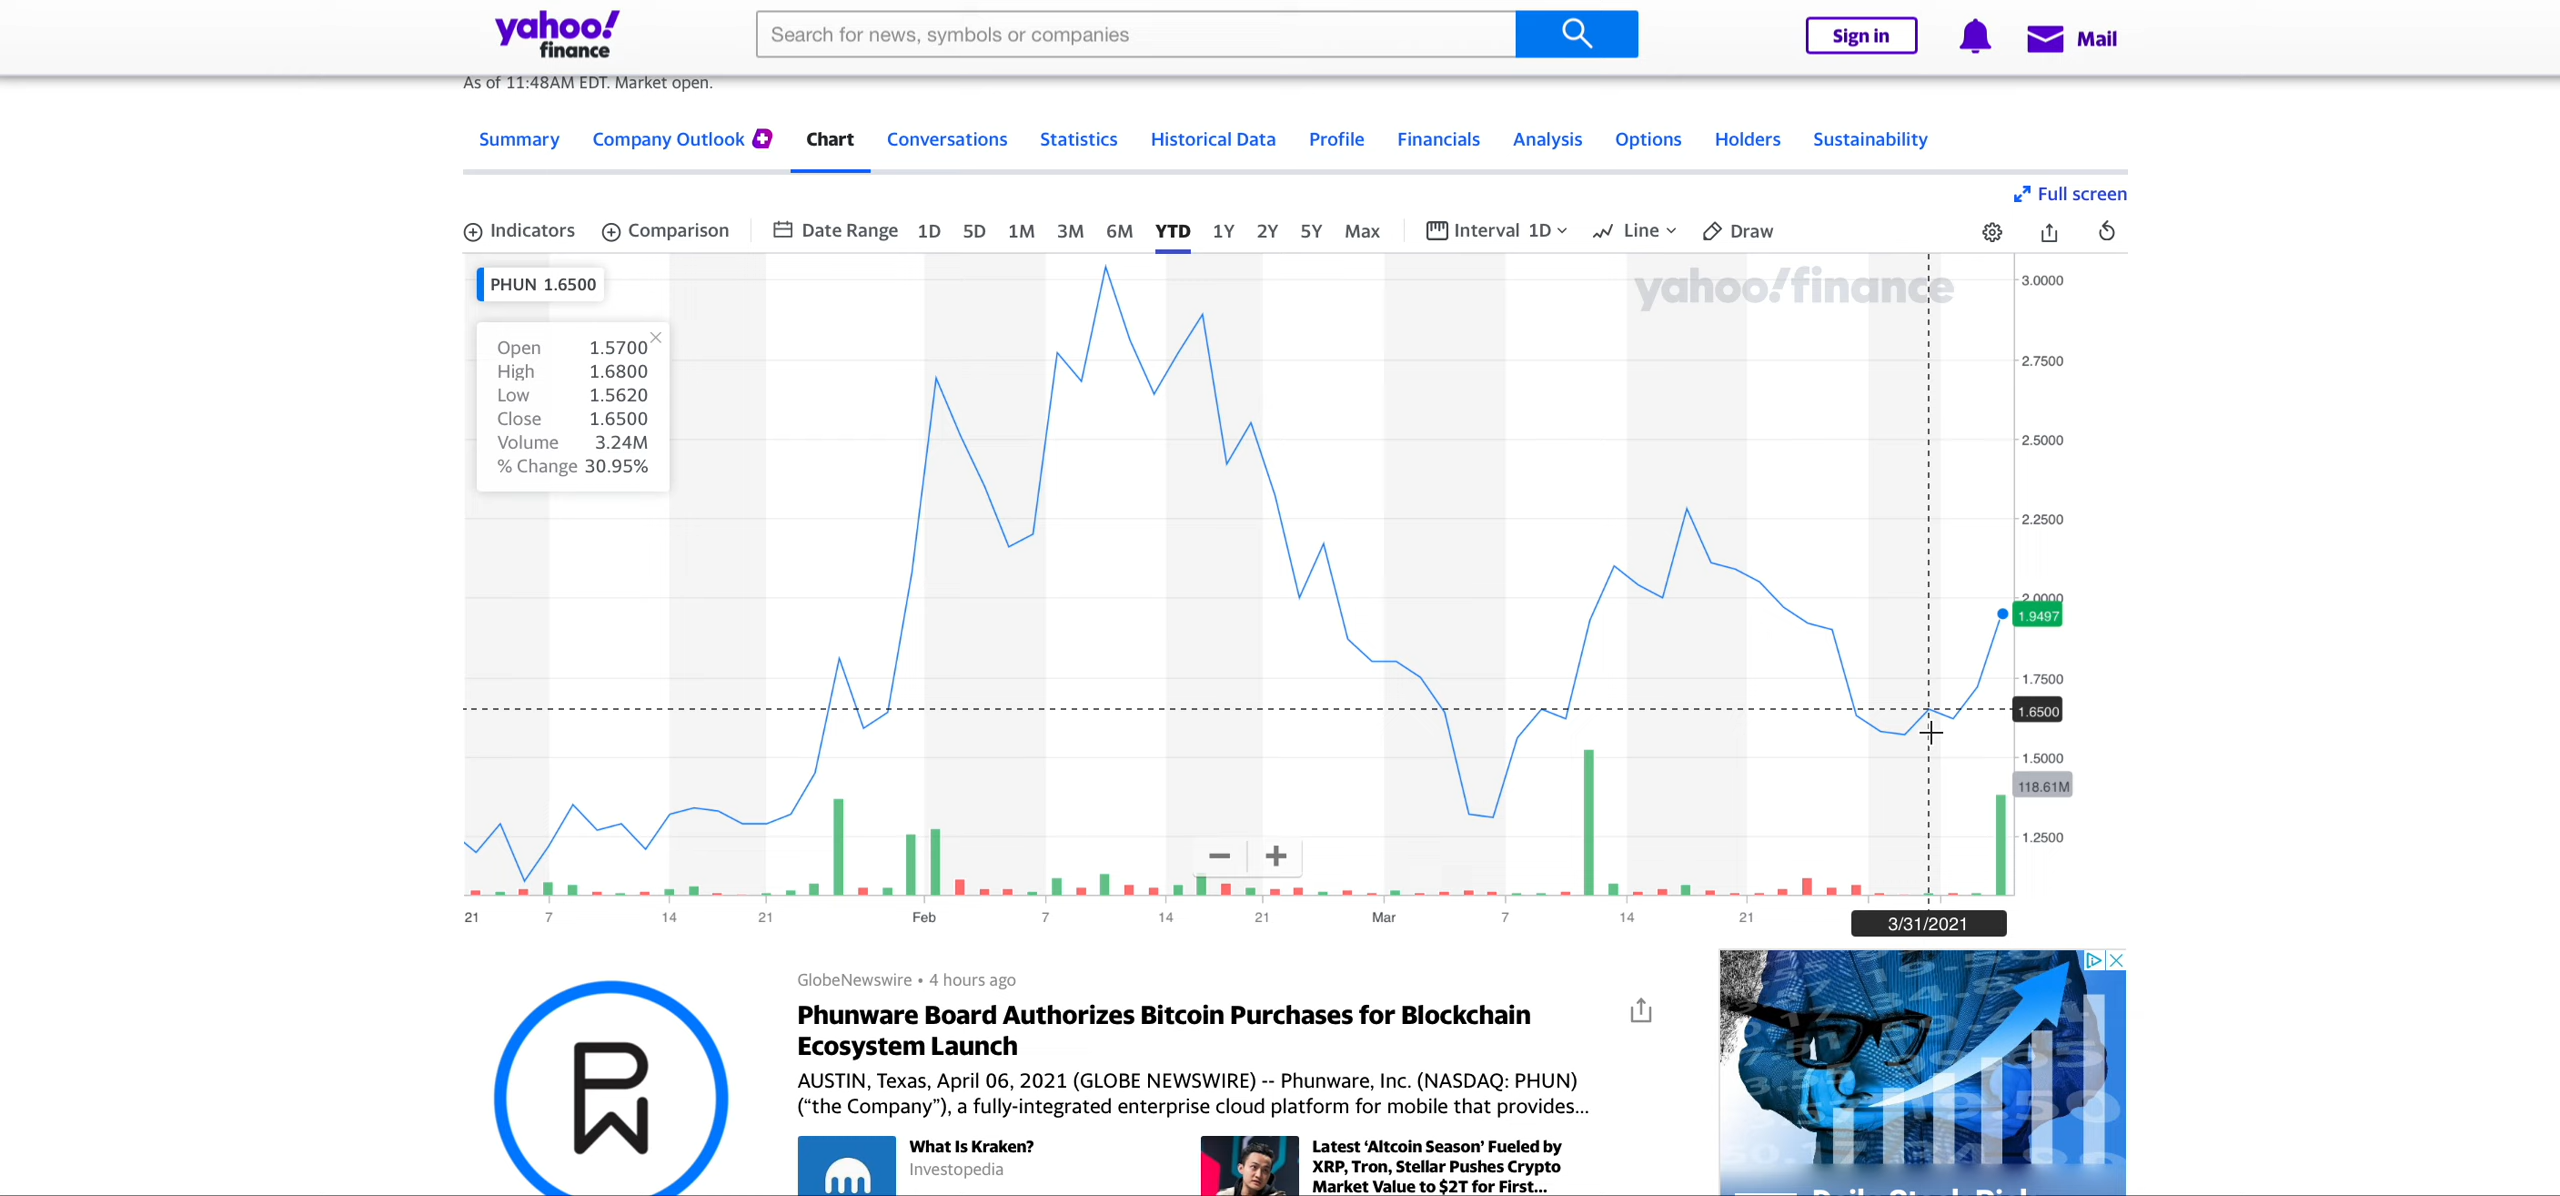 yahoo!
finance
Search for news, symbols or companies
Sign in
Mail
As of 11:48AM EDT. Market open.
Summary Company Outlook Chart Conversations Statistics Historical Data Profile Financials Analysis Options Holders Sustainability
Full screen
Indicators Comparison Date Range 1D 5D 1M 3M 6M YTD 1Y 2Y 5Y Max Interval 1D Line Draw
PHUN 1.6500
yahoo!finance
Open 1.5700
High 1.6800
Low 1.5620
Close 1.6500
Volume 3.24M
% Change 30.95%
3.0000
2.7500
2.5000
2.2500
2.0000
1.9497
1.7500
1.6500
1.5000
118.61M
1.2500
21 7 14 21 Feb 7 14 21 Mar 7 14 21
3/31/2021
GlobeNewswire • 4 hours ago
Phunware Board Authorizes Bitcoin Purchases for Blockchain
Ecosystem Launch
AUSTIN, Texas, April 06, 2021 (GLOBE NEWSWIRE) -- Phunware, Inc. (NASDAQ: PHUN)
(“the Company”), a fully-integrated enterprise cloud platform for mobile that provides...
What Is Kraken?
Investopedia
Latest ‘Altcoin Season’ Fueled by
XRP, Tron, Stellar Pushes Crypto
Market Value to $2T for First...